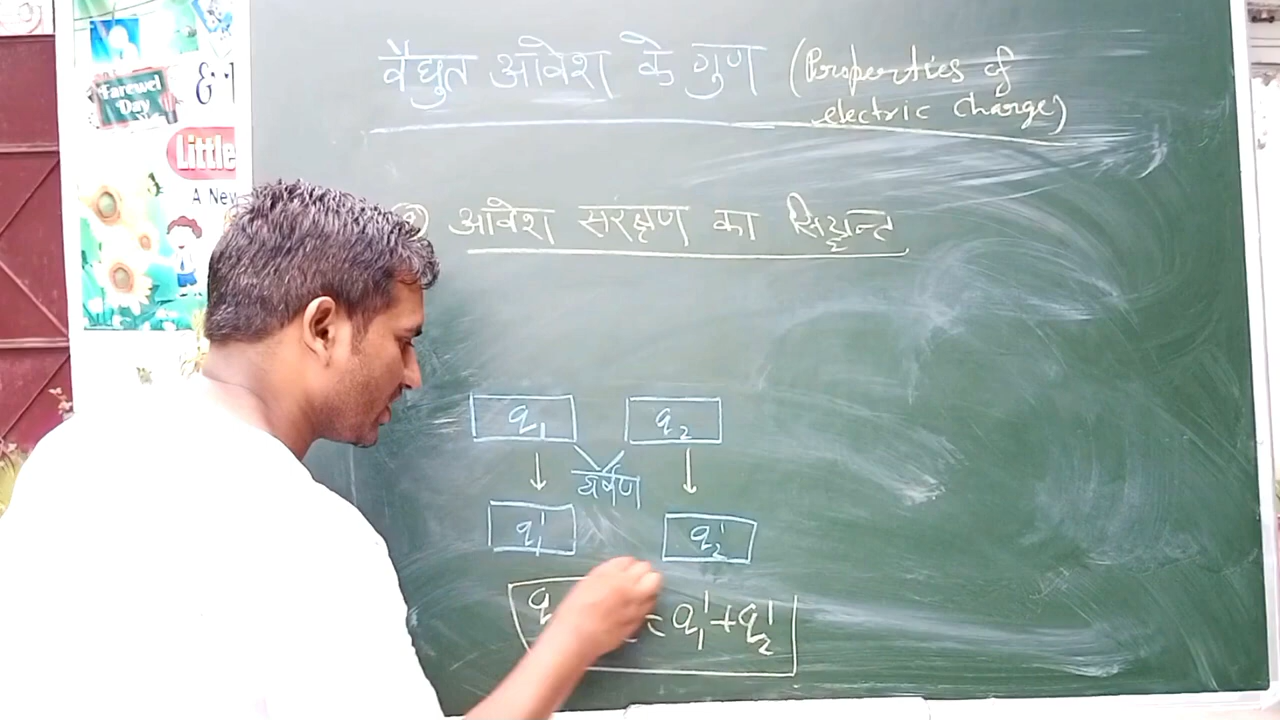 Farewel
Day
&
Little
A New
वैद्युत आवेश के गुण (Properties of
electric Charge)
आवेश संरक्षण का सिद्धान्त
q₁ q₂
घर्षण
q₁' q₂'
q = q₁' + q₂'